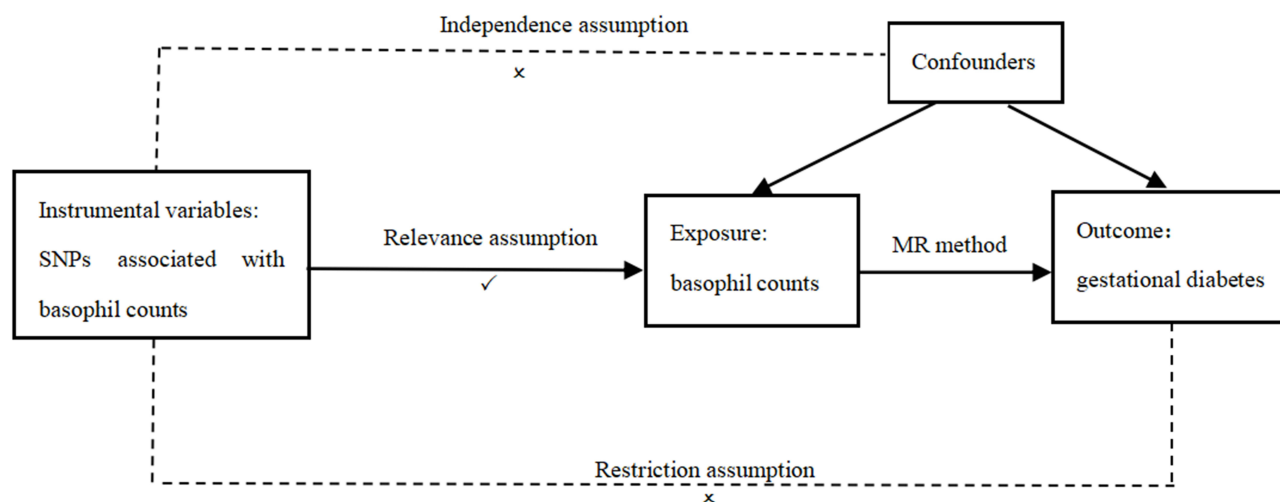 Independence assumption
x
Confounders
Instrumental variables:
SNPs associated with
basophil counts
Relevance assumption
✓
Exposure:
basophil counts
MR method
Outcome：
gestational diabetes
Restriction assumption
x